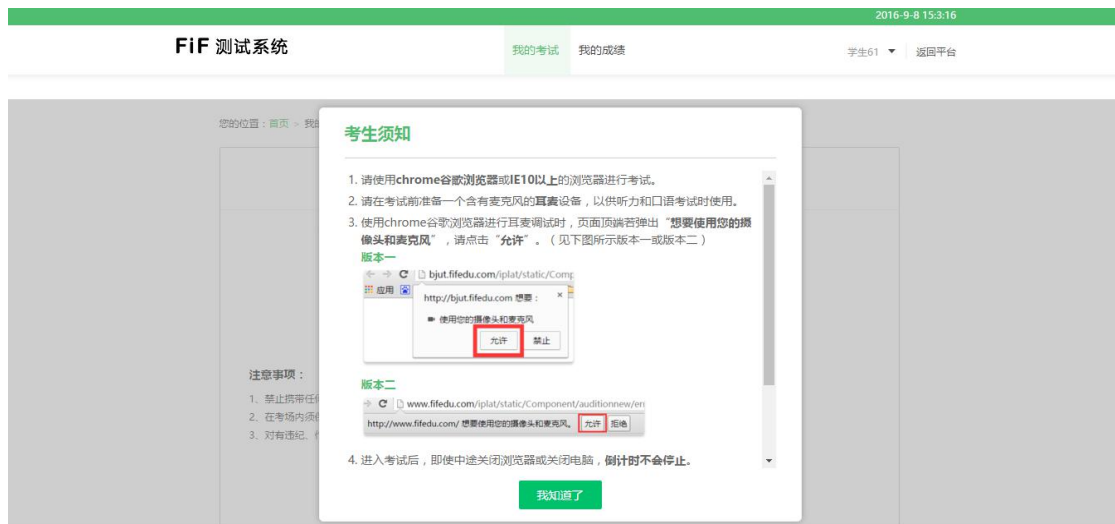 2016-9-8 15:3:16
FiF 测试系统
我的考试 我的成绩
学生61 返回平台
您的位置：首页 > 我的
考生须知
1. 请使用chrome谷歌浏览器或IE10以上的浏览器进行考试。
2. 请在考试前准备一个含有麦克风的耳麦设备，以供听力和口语考试时使用。
3. 使用chrome谷歌浏览器进行耳麦调试时，页面顶端若弹出“想要使用您的摄
像头和麦克风”，请点击“允许”。（见下图所示版本一或版本二）
版本一
bjut.fifedu.com/iplat/static/Comp
应用
http://bjut.fifedu.com 想要： ×
使用您的摄像头和麦克风
允许 禁止
版本二
www.fifedu.com/iplat/static/Component/auditionnew/en
http://www.fifedu.com/ 想要使用您的摄像头和麦克风。 允许 拒绝
4. 进入考试后，即使中途关闭浏览器或关闭电脑，倒计时不会停止。
我知道了
注意事项：
1、禁止携带任
2、在考场内须
3、对有违纪、